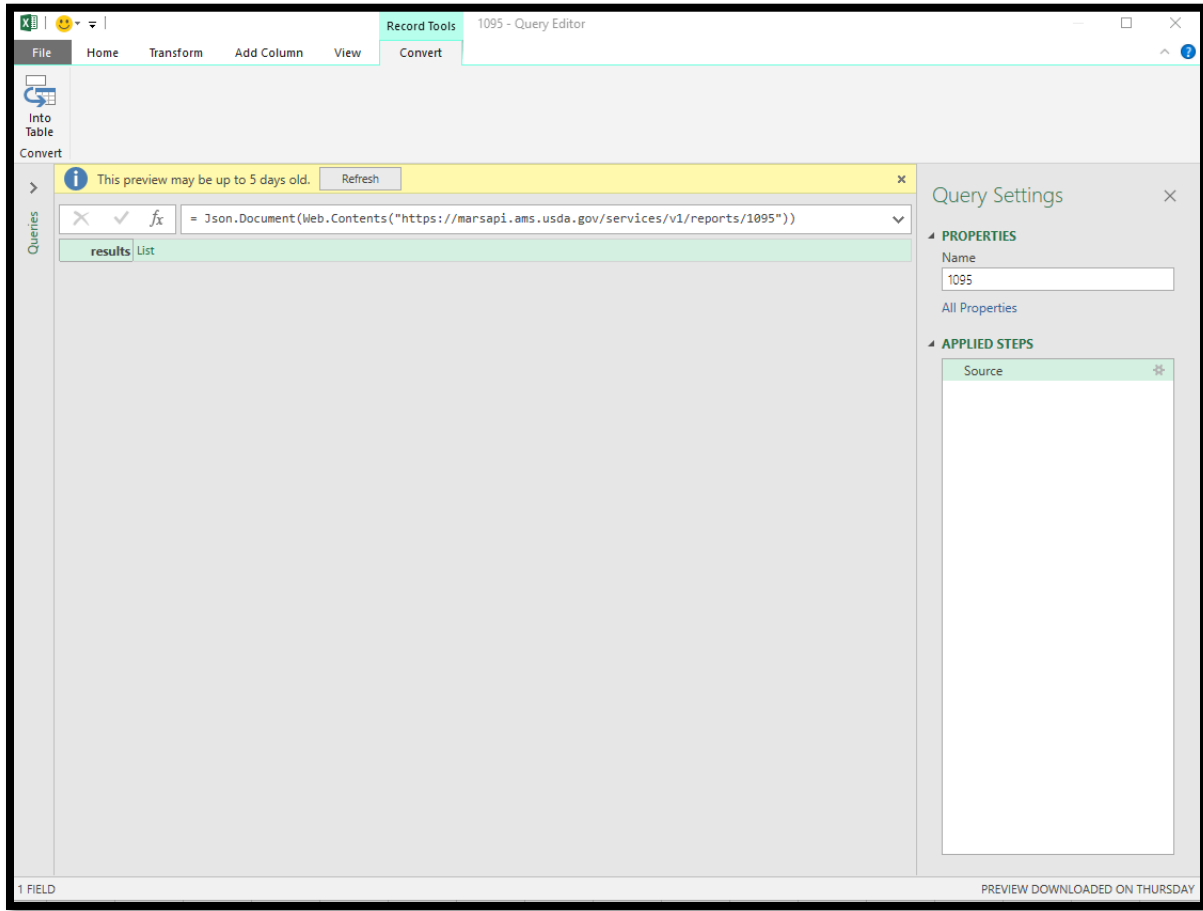 Record Tools 1095 - Query Editor
File Home Transform Add Column View Convert
Into
Table
Convert
This preview may be up to 5 days old. Refresh
fx = Json.Document(Web.Contents("https://marsapi.ams.usda.gov/services/v1/reports/1095"))
Queries
results List
Query Settings
PROPERTIES
Name
1095
All Properties
APPLIED STEPS
Source
1 FIELD PREVIEW DOWNLOADED ON THURSDAY